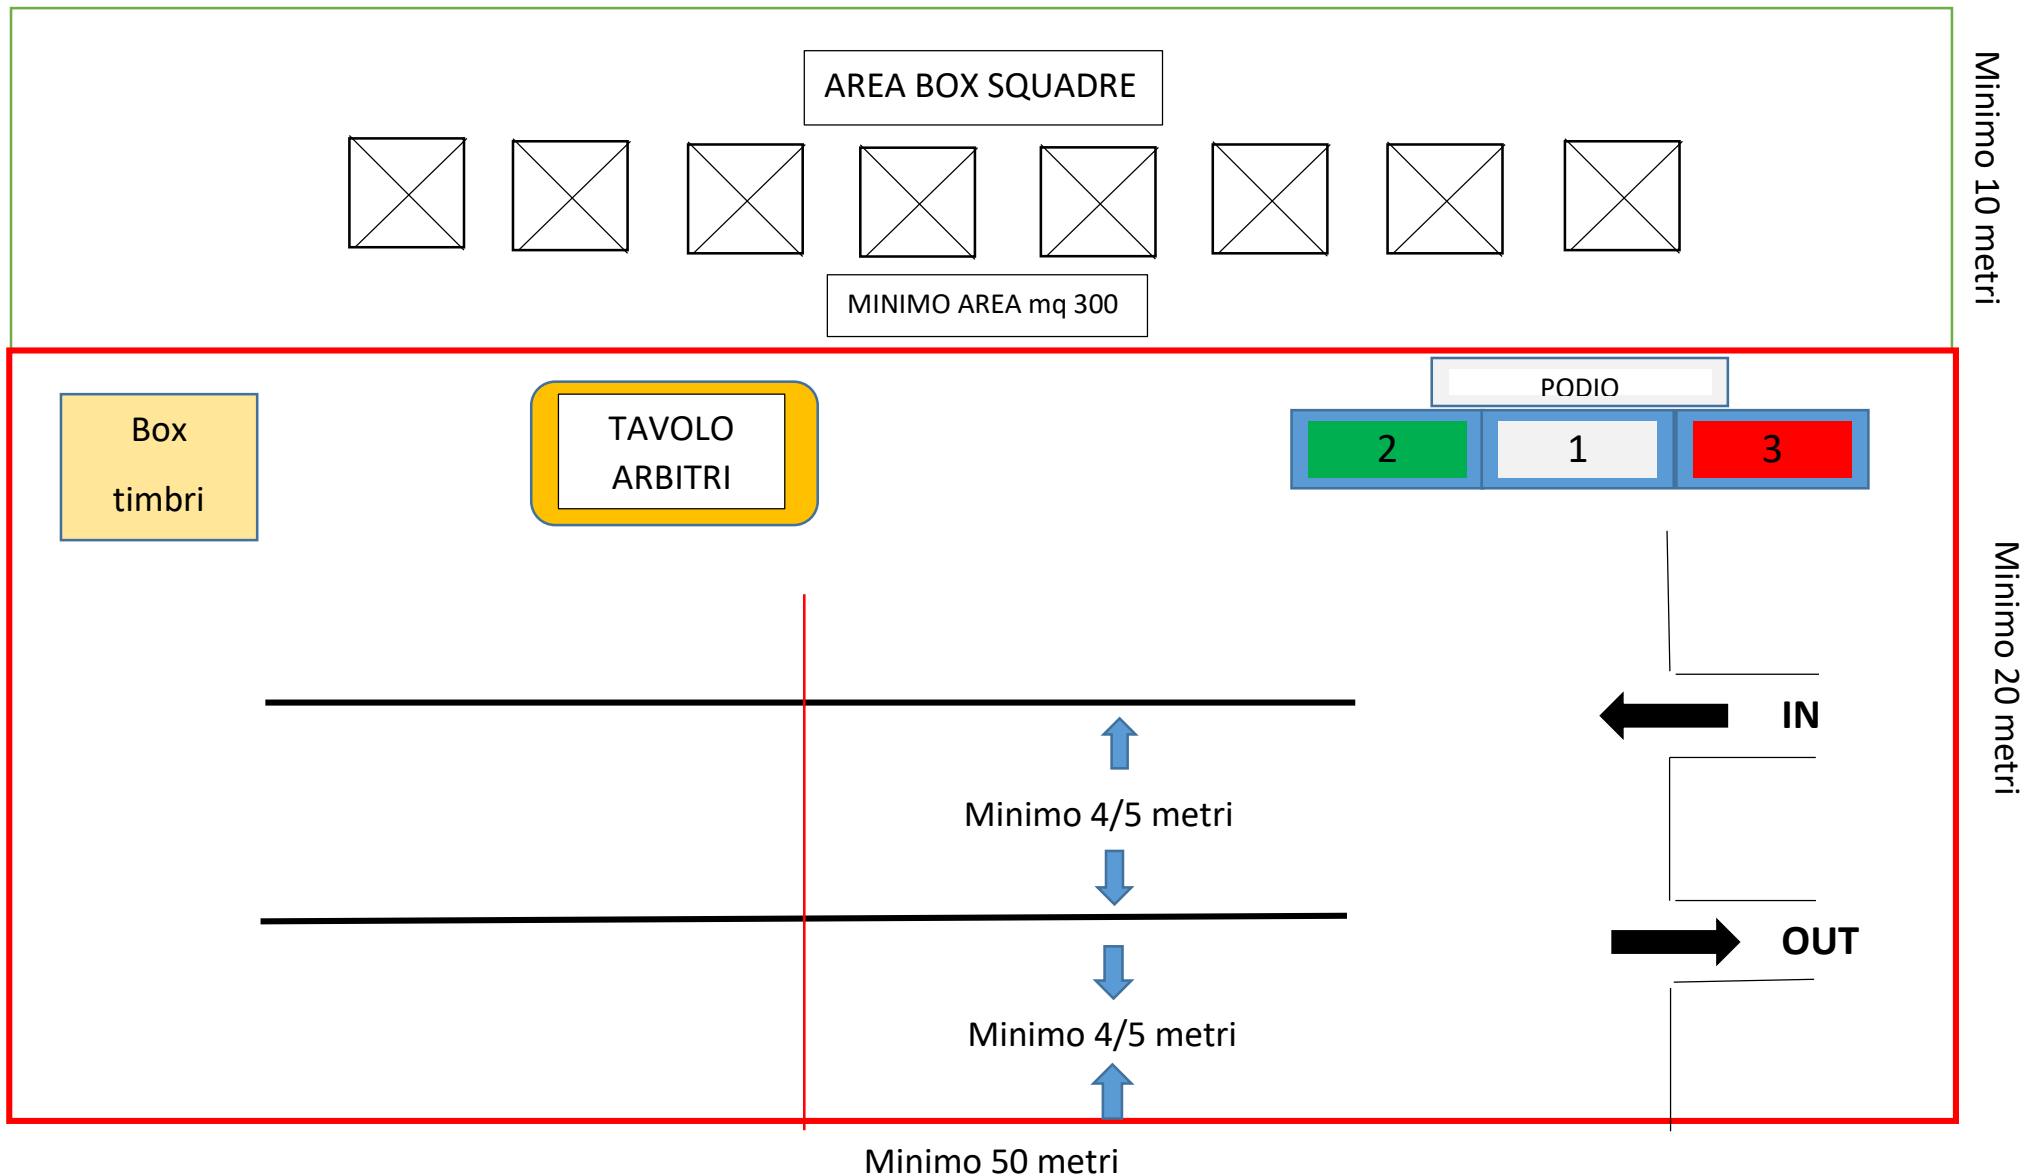 AREA BOX SQUADRE
Minimo 10 metri
MINIMO AREA mq 300
PODIO
Box
timbri
TAVOLO
ARBITRI
2
1
3
Minimo 20 metri
IN
Minimo 4/5 metri
OUT
Minimo 4/5 metri
Minimo 50 metri